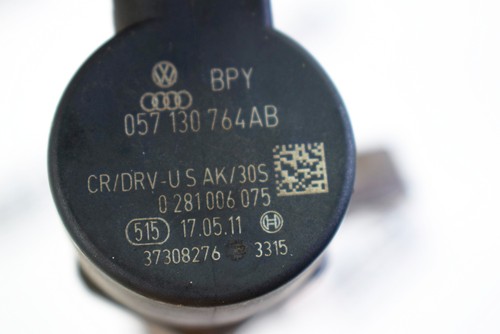 BPY
057 130 764AB
CR/DRV-U S AK/30S
0 281 006 075
515 17.05.11
37308276 3315